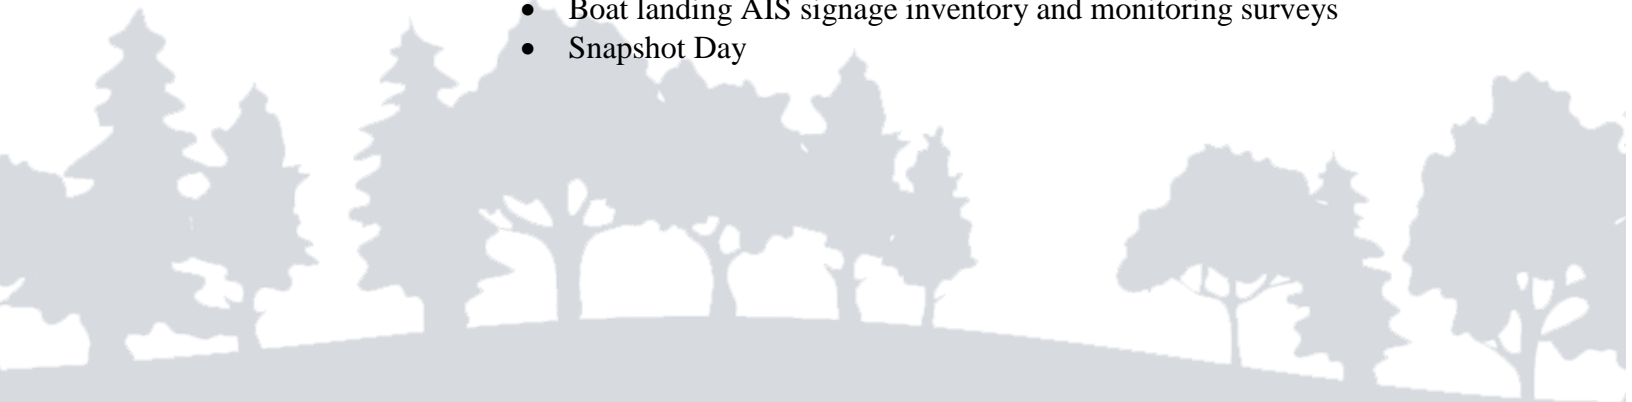 • Boat landing AIS signage inventory and monitoring surveys
• Snapshot Day